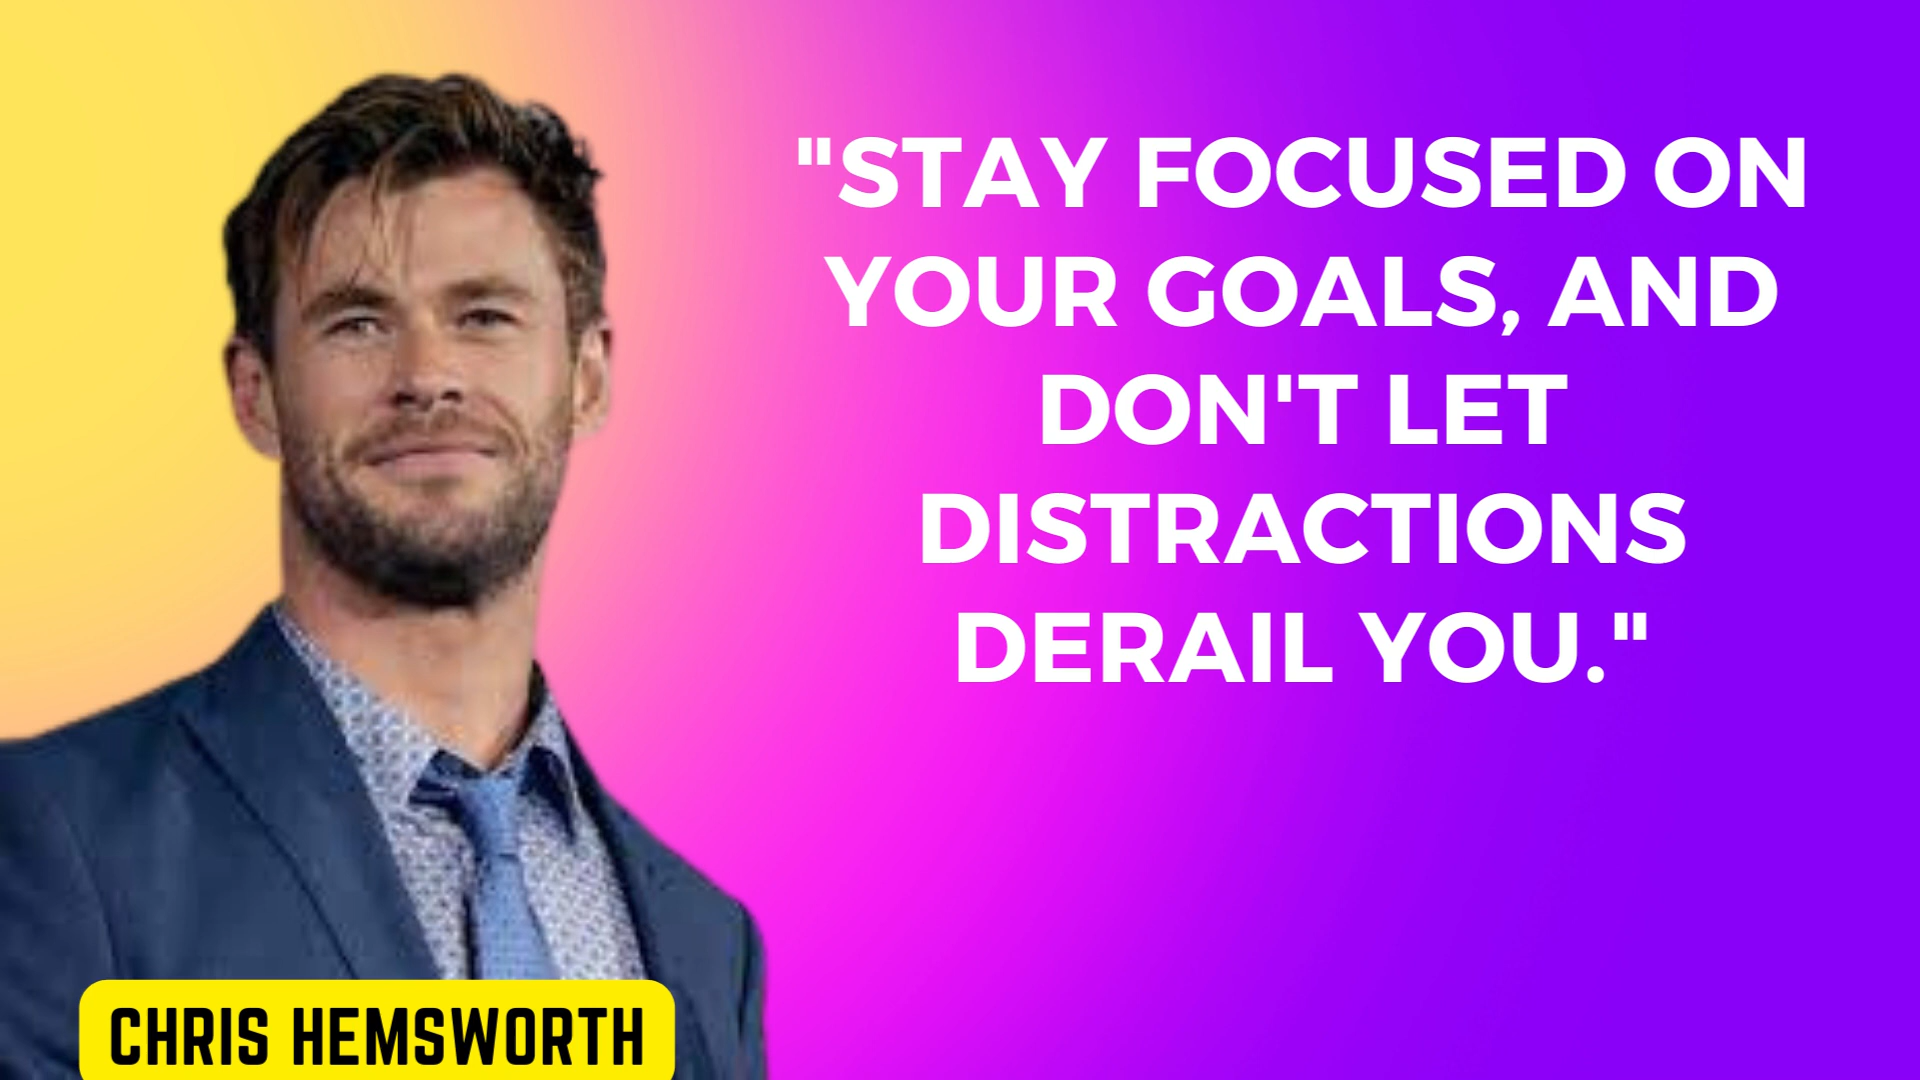 "STAY FOCUSED ON
YOUR GOALS, AND
DON'T LET
DISTRACTIONS
DERAIL YOU."
CHRIS HEMSWORTH